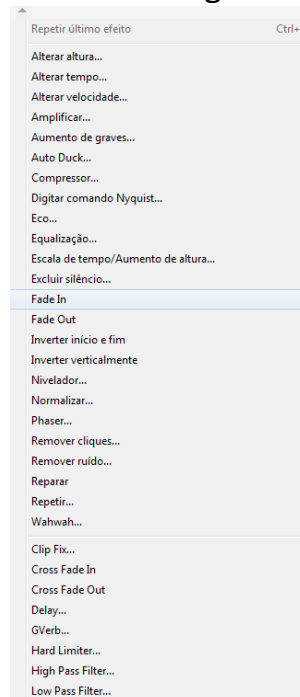 Repetir último efeito Ctrl+
Alterar altura...
Alterar tempo...
Alterar velocidade...
Amplificar...
Aumento de graves...
Auto Duck...
Compressor...
Digitar comando Nyquist...
Eco...
Equalização...
Escala de tempo/Aumento de altura...
Excluir silêncio...
Fade In
Fade Out
Inverter início e fim
Inverter verticalmente
Nivelador...
Normalizar...
Phaser...
Remover cliques...
Remover ruído...
Reparar
Repetir...
Wahwah...
Clip Fix...
Cross Fade In
Cross Fade Out
Delay...
GVerb...
Hard Limiter...
High Pass Filter...
Low Pass Filter...